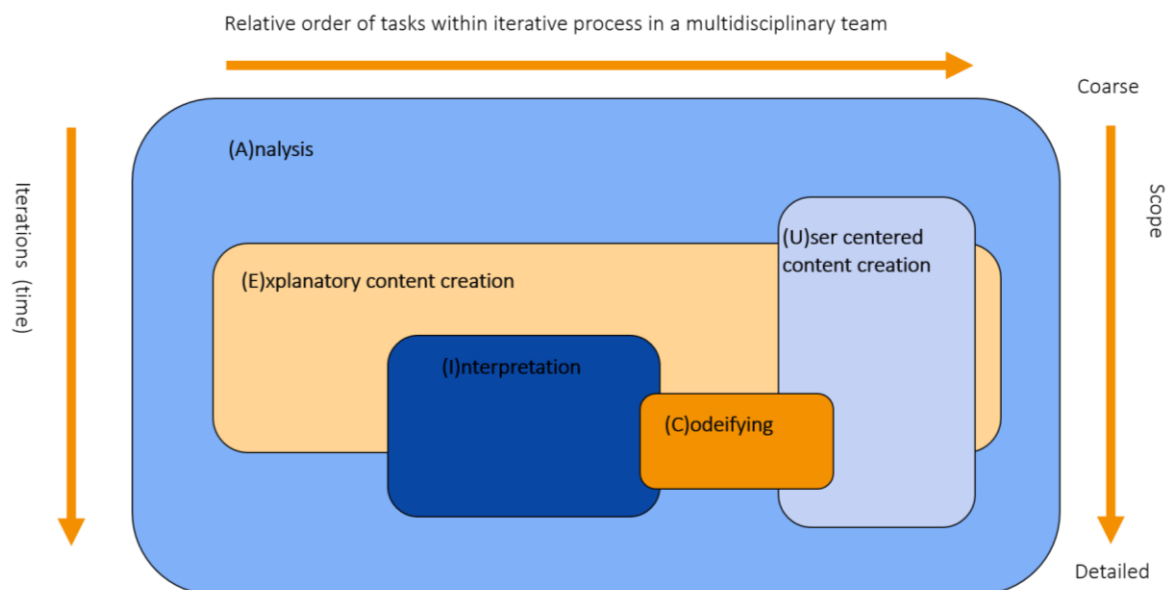 Relative order of tasks within iterative process in a multidisciplinary team
Coarse
(A)nalysis
Iterations (time)
Scope
(U)ser centered
content creation
(E)xplanatory content creation
(I)nterpretation
(C)odeifying
Detailed